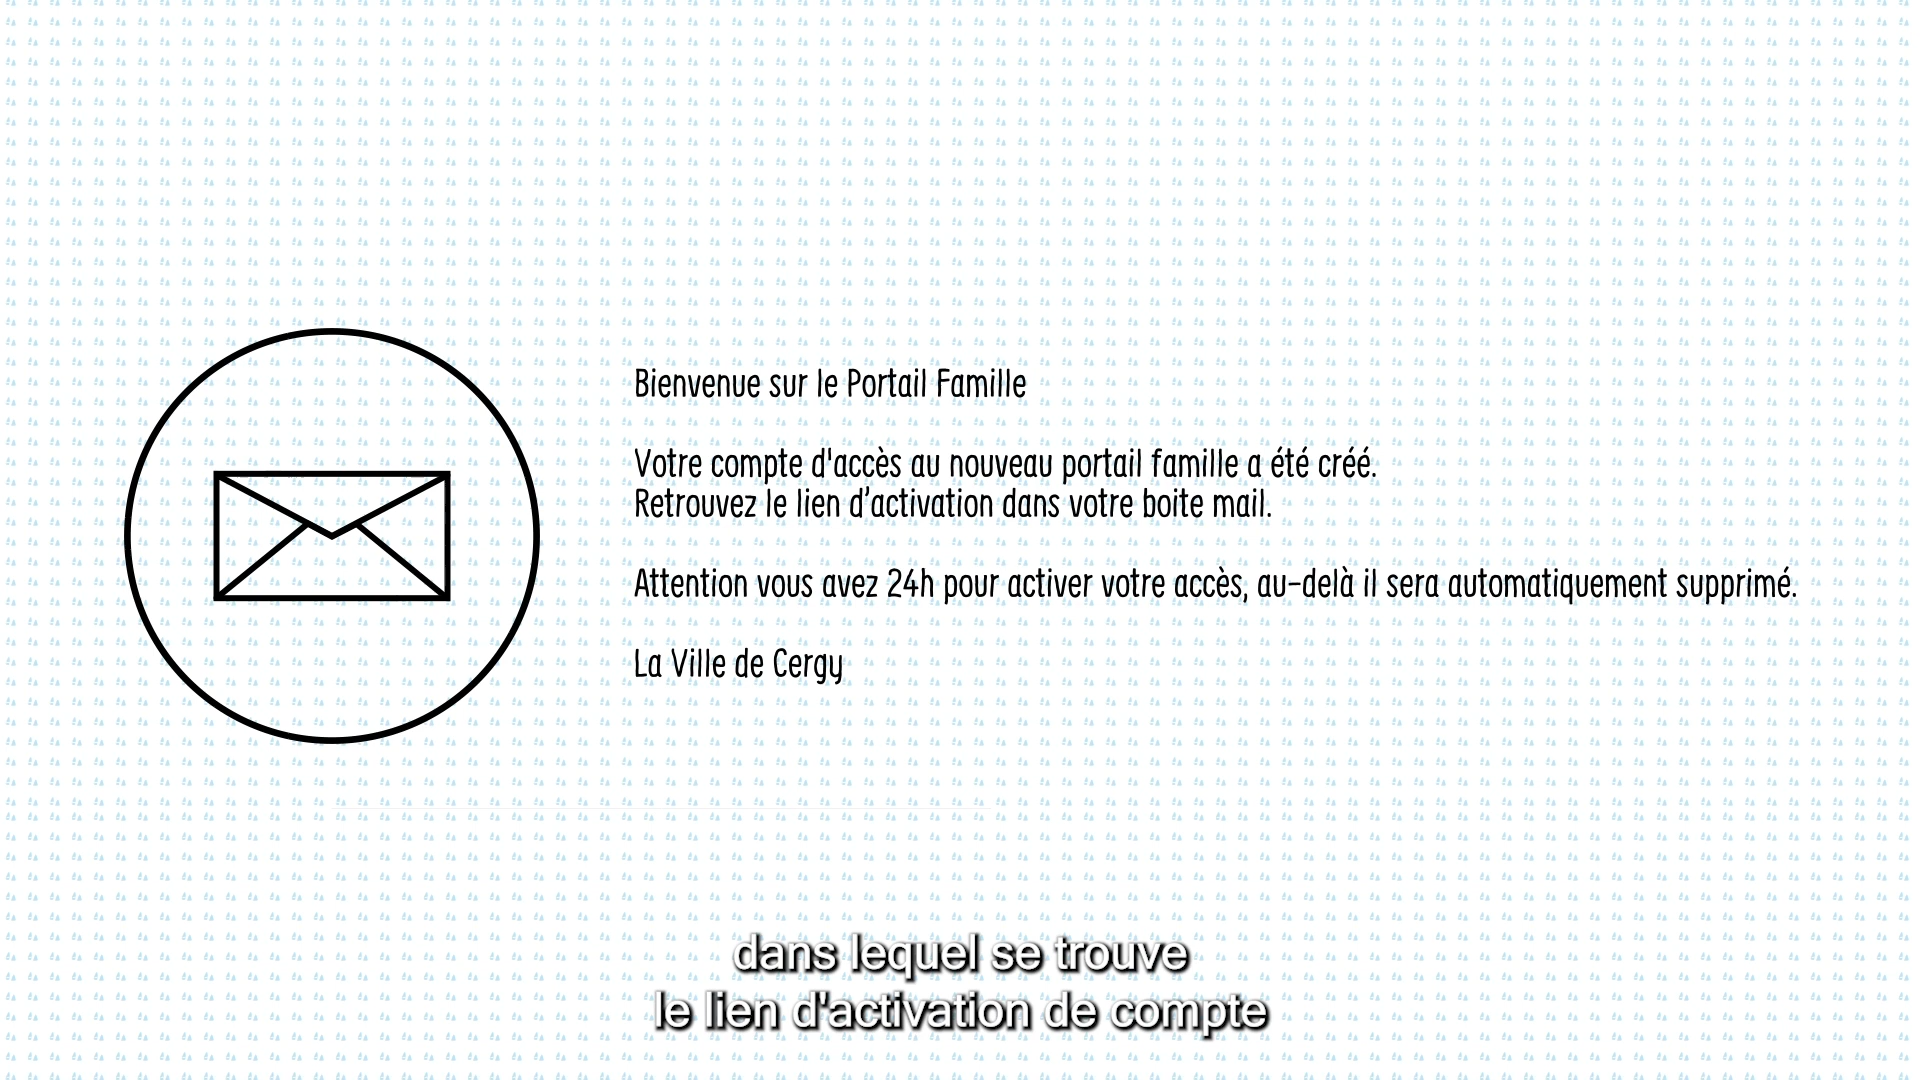 Bienvenue sur le Portail Famille
Votre compte d'accès au nouveau portail famille a été créé.
Retrouvez le lien d'activation dans votre boite mail.
Attention vous avez 24h pour activer votre accès, au-delà il sera automatiquement supprimé.
La Ville de Cergy
dans lequel se trouve
le lien d'activation de compte